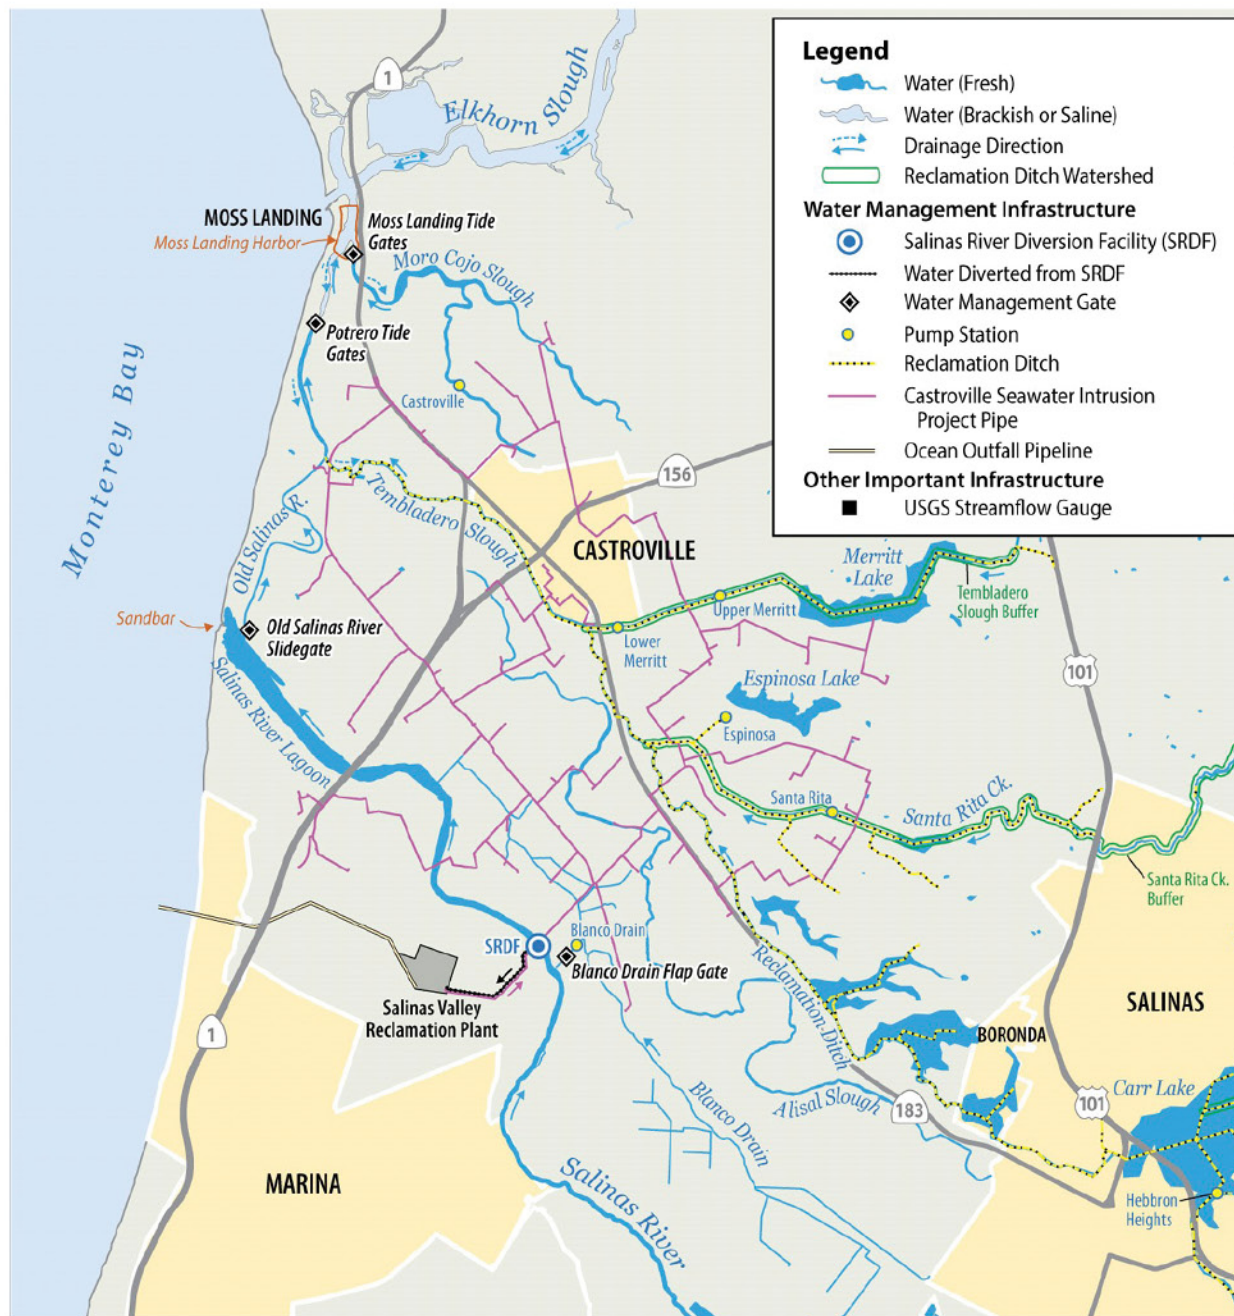 Legend
Water (Fresh)
Water (Brackish or Saline)
Drainage Direction
Reclamation Ditch Watershed
Water Management Infrastructure
Salinas River Diversion Facility (SRDF)
Water Diverted from SRDF
Water Management Gate
Pump Station
Reclamation Ditch
Castroville Seawater Intrusion
Project Pipe
Ocean Outfall Pipeline
Other Important Infrastructure
USGS Streamflow Gauge
1
Elkhorn Slough
MOSS LANDING
Moss Landing Harbor
Moss Landing Tide
Gates
Moro Cojo Slough
Potrero Tide
Gates
Monterey Bay
Castroville
156
Tembladero Slough
Old Salinas R.
CASTROVILLE
Merritt
Lake
Tembladero
Slough Buffer
Upper Merritt
Lower
Merritt
Sandbar
Old Salinas River
Slidegate
Salinas River Lagoon
Espinosa Lake
Espinosa
101
Santa Rita
Santa Rita Ck.
Santa Rita Ck.
Buffer
SRDF
Blanco Drain
Blanco Drain Flap Gate
Salinas Valley
Reclamation Plant
Reclamation Ditch
SALINAS
BORONDA
1
Alisal Slough
183
101
Carr Lake
Blanco Drain
MARINA
Salinas River
Hebbron
Heights